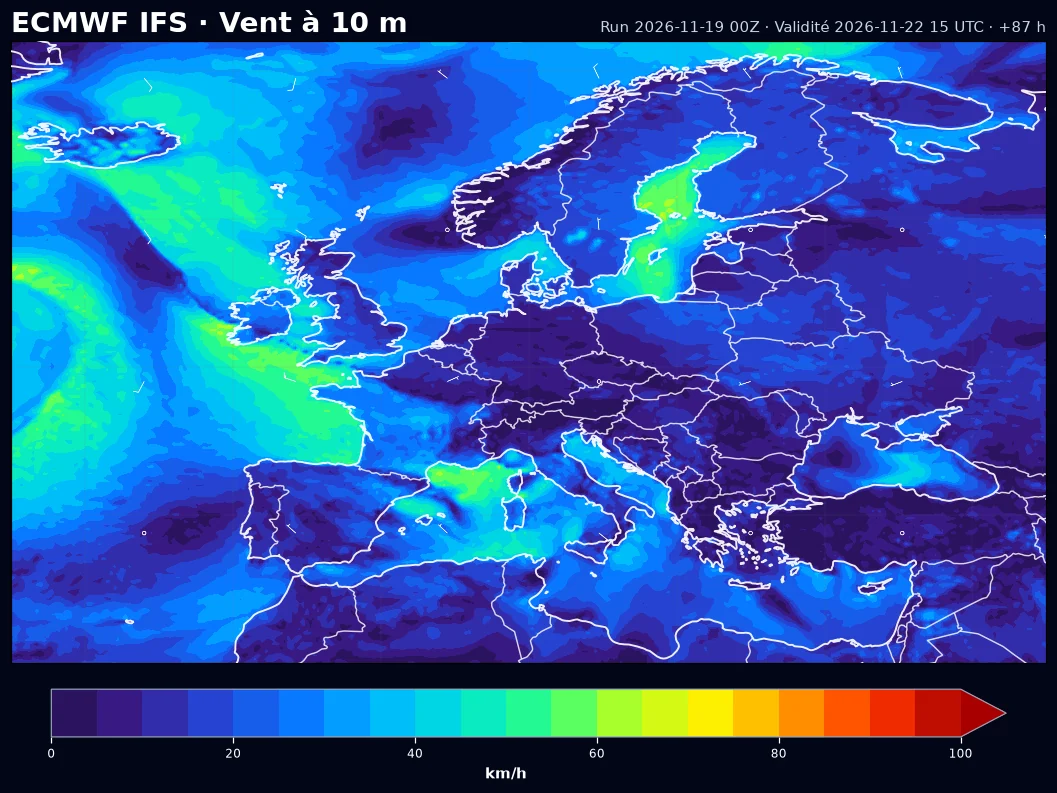 ECMWF IFS · Vent à 10 m
Run 2026-11-19 00Z · Validité 2026-11-22 15 UTC · +87 h
0 20 40 60 80 100
km/h